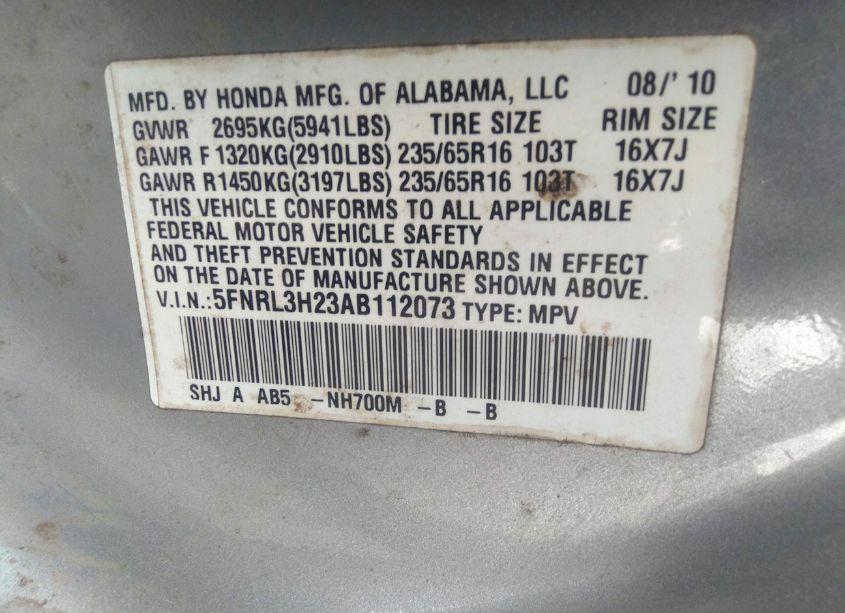 MFD. BY HONDA MFG. OF ALABAMA, LLC 08/' 10
GVWR 2695KG(5941LBS) TIRE SIZE RIM SIZE
GAWR F 1320KG(2910LBS) 235/65R16 103T 16X7J
GAWR R1450KG(3197LBS) 235/65R16 103T 16X7J
THIS VEHICLE CONFORMS TO ALL APPLICABLE
FEDERAL MOTOR VEHICLE SAFETY
AND THEFT PREVENTION STANDARDS IN EFFECT
ON THE DATE OF MANUFACTURE SHOWN ABOVE.
V.I.N.:5FNRL3H23AB112073 TYPE: MPV
SHJ A AB5 -NH700M -B -B